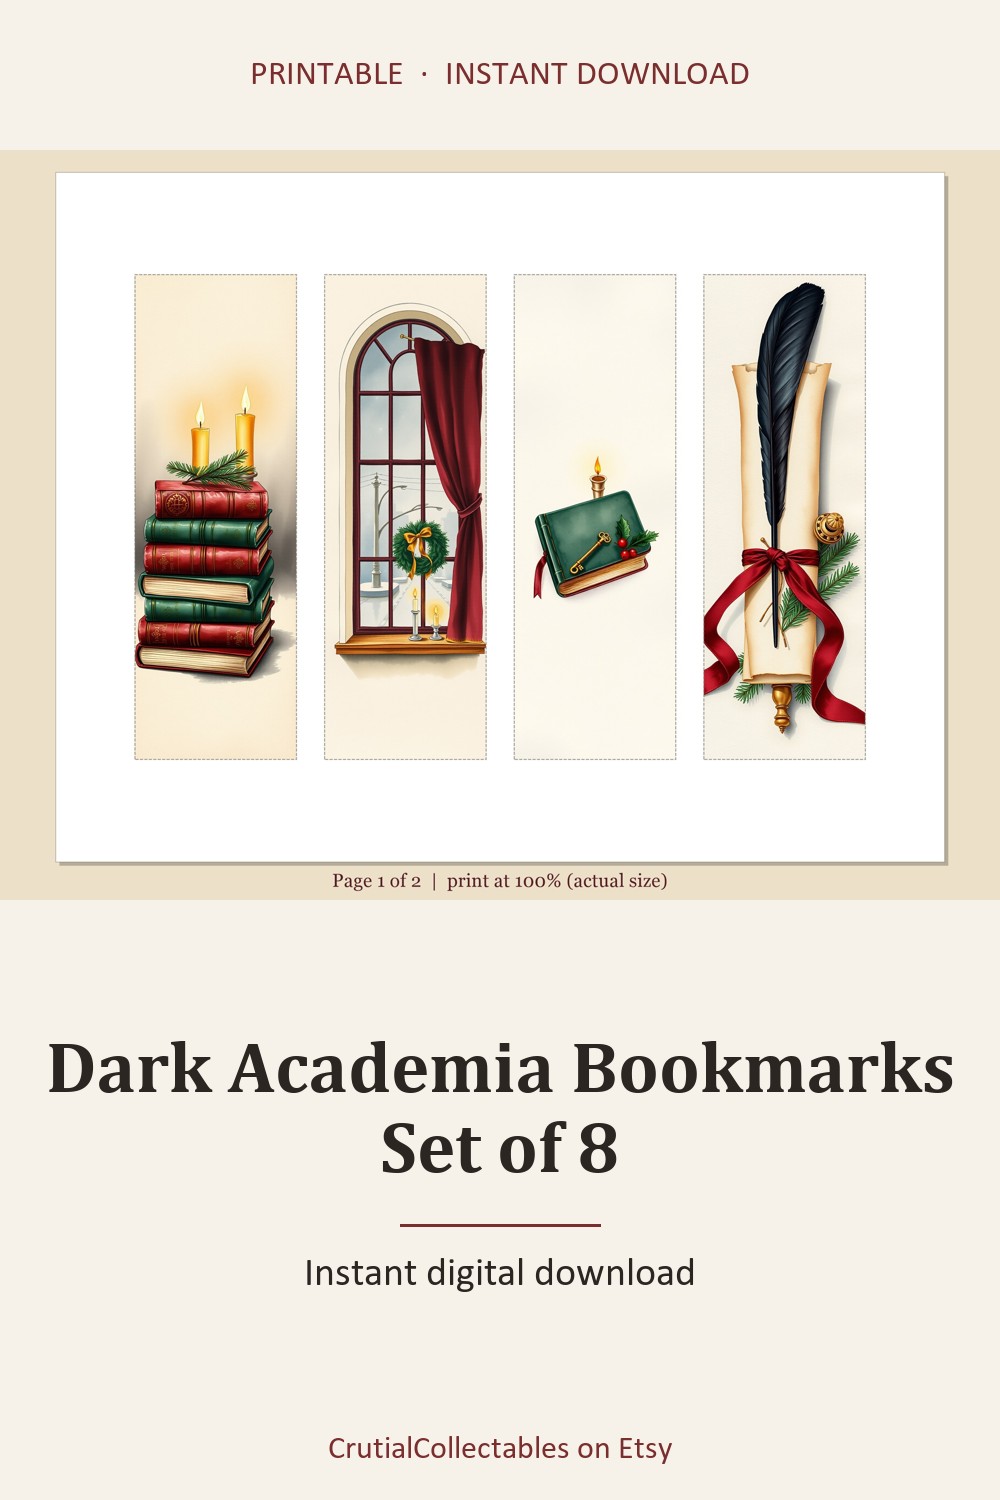 PRINTABLE · INSTANT DOWNLOAD
Page 1 of 2 | print at 100% (actual size)
Dark Academia Bookmarks
Set of 8
Instant digital download
CrutialCollectables on Etsy